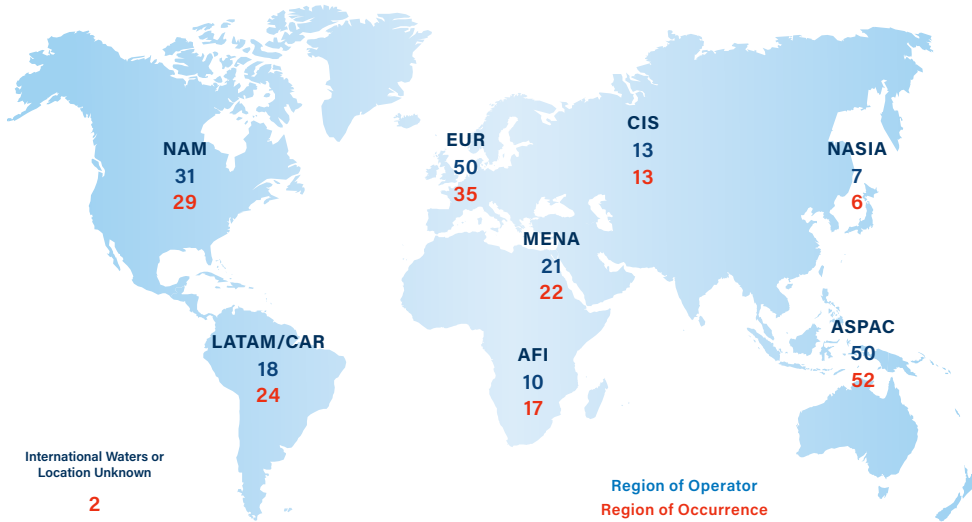 NAM
31
29
EUR
50
35
CIS
13
13
NASIA
7
6
MENA
21
22
LATAM/CAR
18
24
AFI
10
17
ASPAC
50
52
International Waters or
Location Unknown
2
Region of Operator
Region of Occurrence